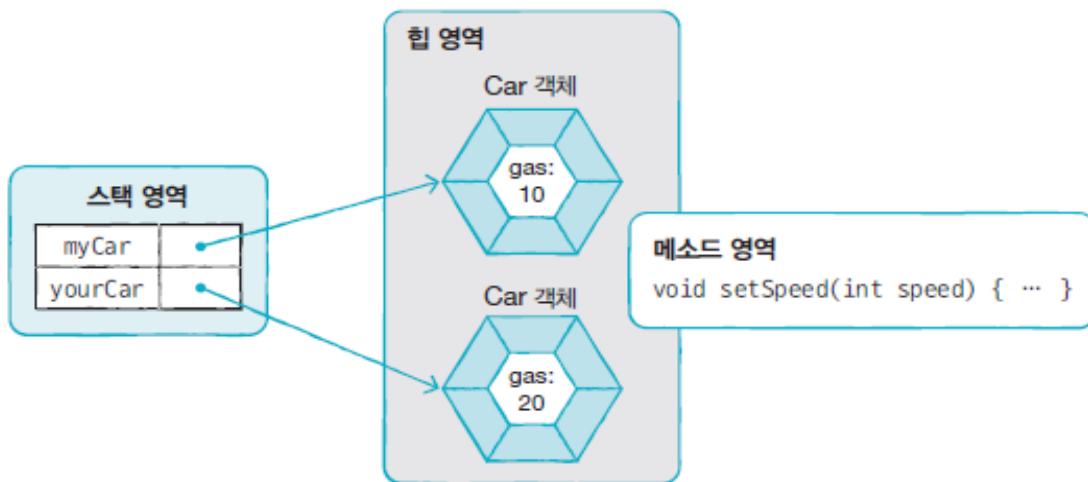 힙 영역
Car 객체
gas:
10
스택 영역
myCar
yourCar
메소드 영역
void setSpeed(int speed) { … }
Car 객체
gas:
20